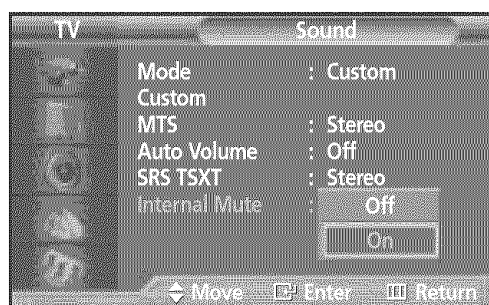 TV Sound
Mode : Custom
Custom
MTS : Stereo
Auto Volume : Off
SRS TSXT : Stereo
Internal Mute : Off
On
Move Enter Return